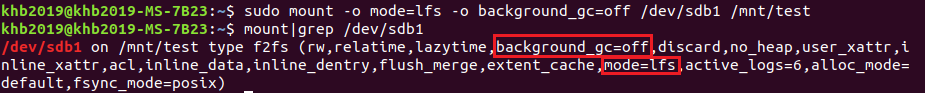 khb2019@khb2019-MS-7B23:~$ sudo mount -o mode=lfs -o background_gc=off /dev/sdb1 /mnt/test
khb2019@khb2019-MS-7B23:~$ mount|grep /dev/sdb1
/dev/sdb1 on /mnt/test type f2fs (rw,relatime,lazytime,background_gc=off,discard,no_heap,user_xattr,i
nline_xattr,acl,inline_data,inline_dentry,flush_merge,extent_cache,mode=lfs,active_logs=6,alloc_mode=
default,fsync_mode=posix)